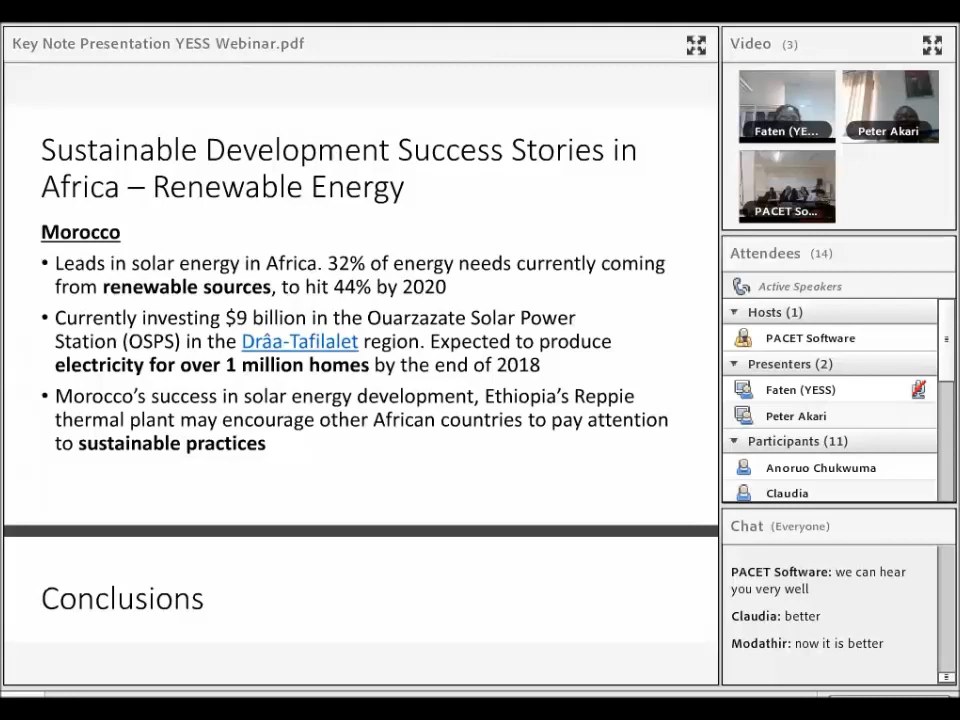 Key Note Presentation YESS Webinar.pdf
Sustainable Development Success Stories in
Africa – Renewable Energy
Morocco
• Leads in solar energy in Africa. 32% of energy needs currently coming
from renewable sources, to hit 44% by 2020
• Currently investing $9 billion in the Ouarzazate Solar Power
Station (OSPS) in the Drâa-Tafilalet region. Expected to produce
electricity for over 1 million homes by the end of 2018
• Morocco’s success in solar energy development, Ethiopia’s Reppie
thermal plant may encourage other African countries to pay attention
to sustainable practices
Conclusions
Video (3)
Faten (YE...
Peter Akari
PACET So...
Attendees (14)
Active Speakers
Hosts (1)
PACET Software
Presenters (2)
Faten (YESS)
Peter Akari
Participants (11)
Anoruo Chukwuma
Claudia
Chat (Everyone)
PACET Software: we can hear
you very well
Claudia: better
Modathir: now it is better